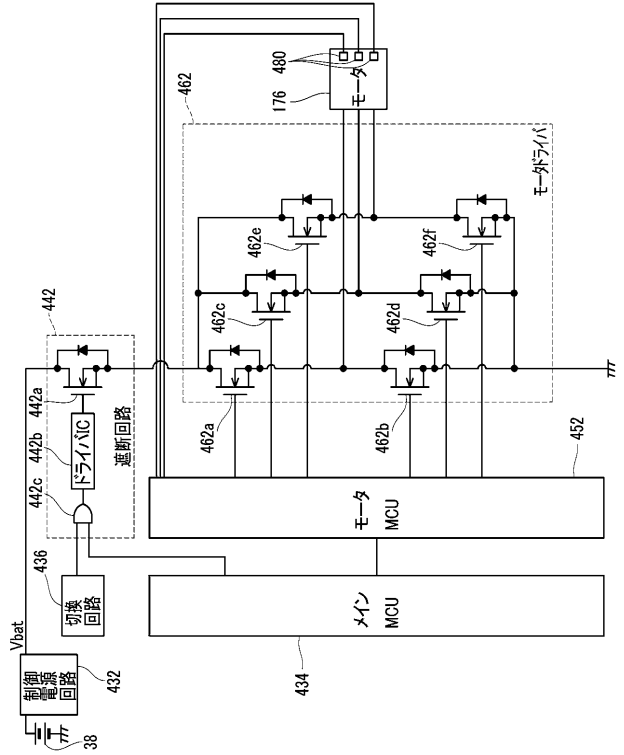 38
制御
電源
回路
432
Vbat
切換
回路
436
442c
442b
442a
442
ドライバIC
遮断回路
メイン
MCU
434
モータ
MCU
452
462a
462b
462c
462d
462e
462f
462
モータドライバ
176
モータ
480